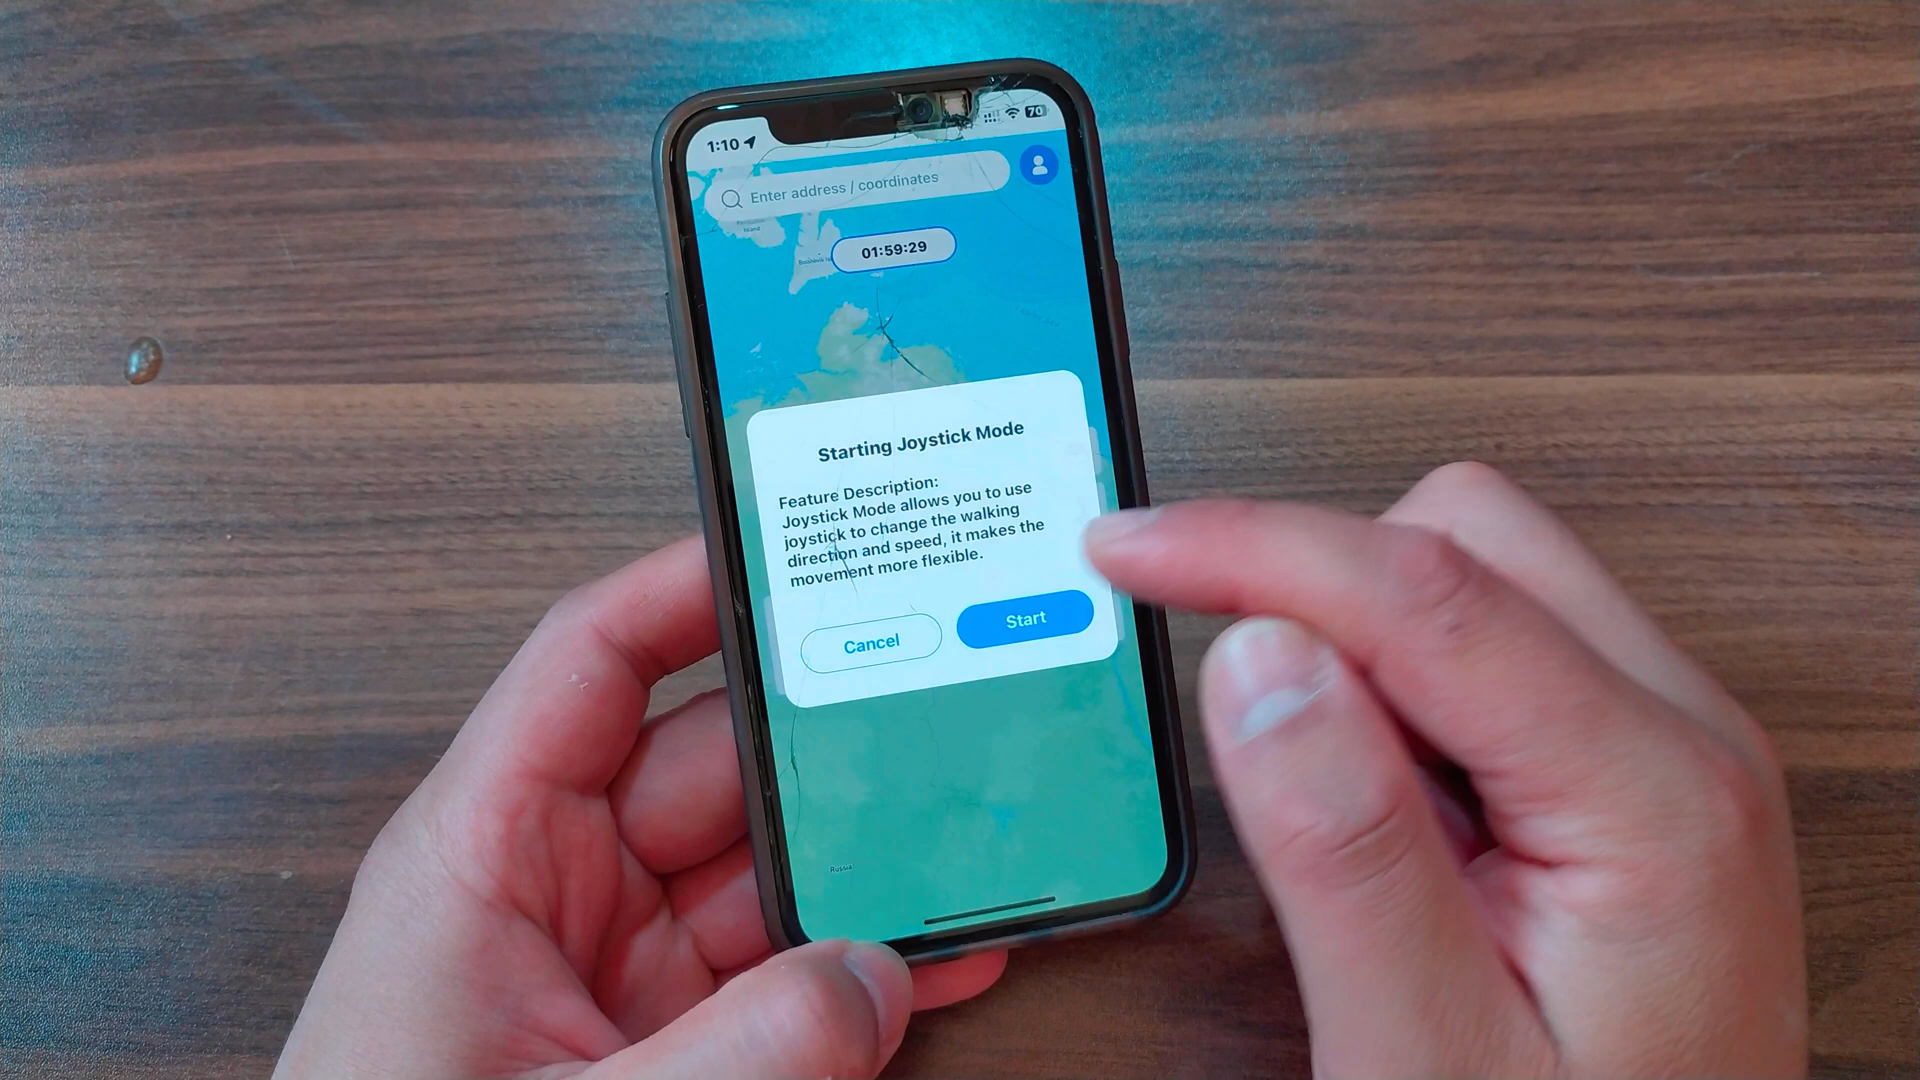 1:10
70
Enter address / coordinates
Island
01:59:29
Starting Joystick Mode
Feature Description:
Joystick Mode allows you to use
joystick to change the walking
direction and speed, it makes the
movement more flexible.
Cancel
Start
Russia